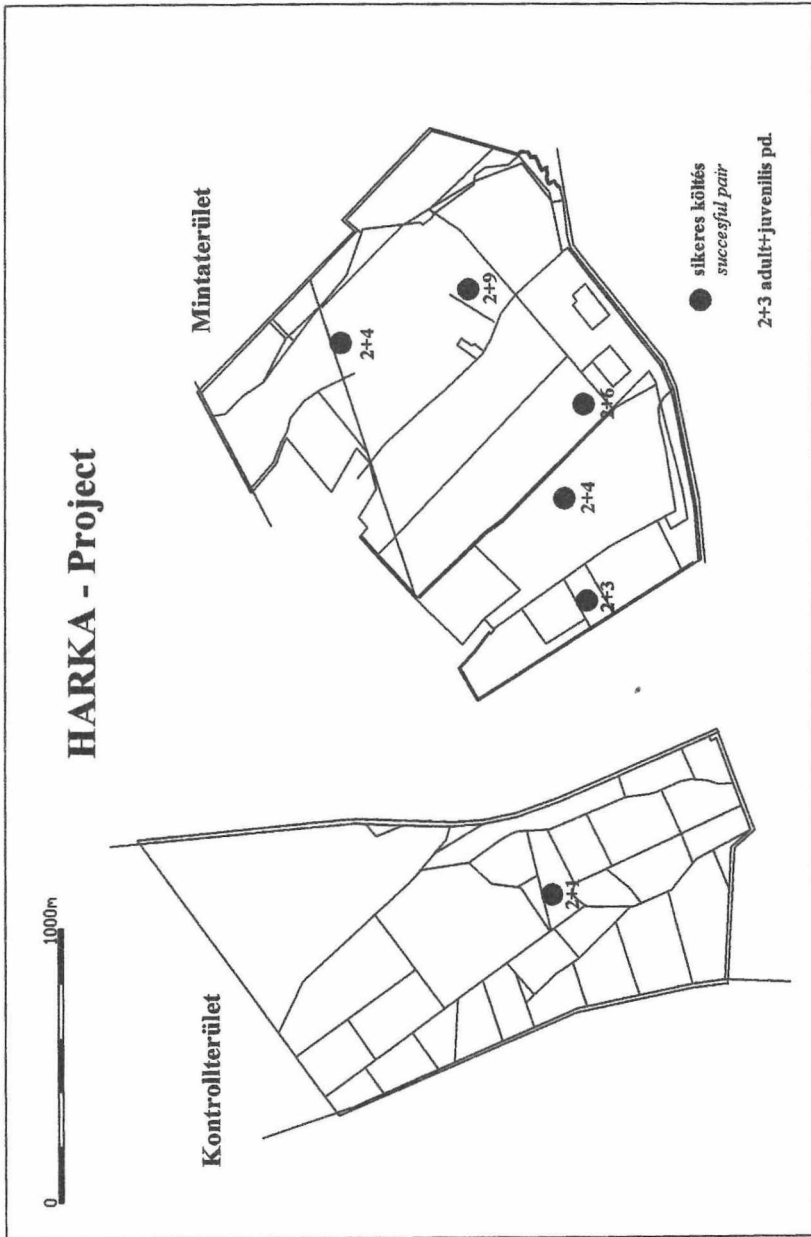 HARKA - Project
0
1000m
Kontrollterület
2+1
Mintaterület
2+4
2+9
2+6
2+4
2+3
sikeres költés
succesful pair
2+3 adult+juvenilis pd.